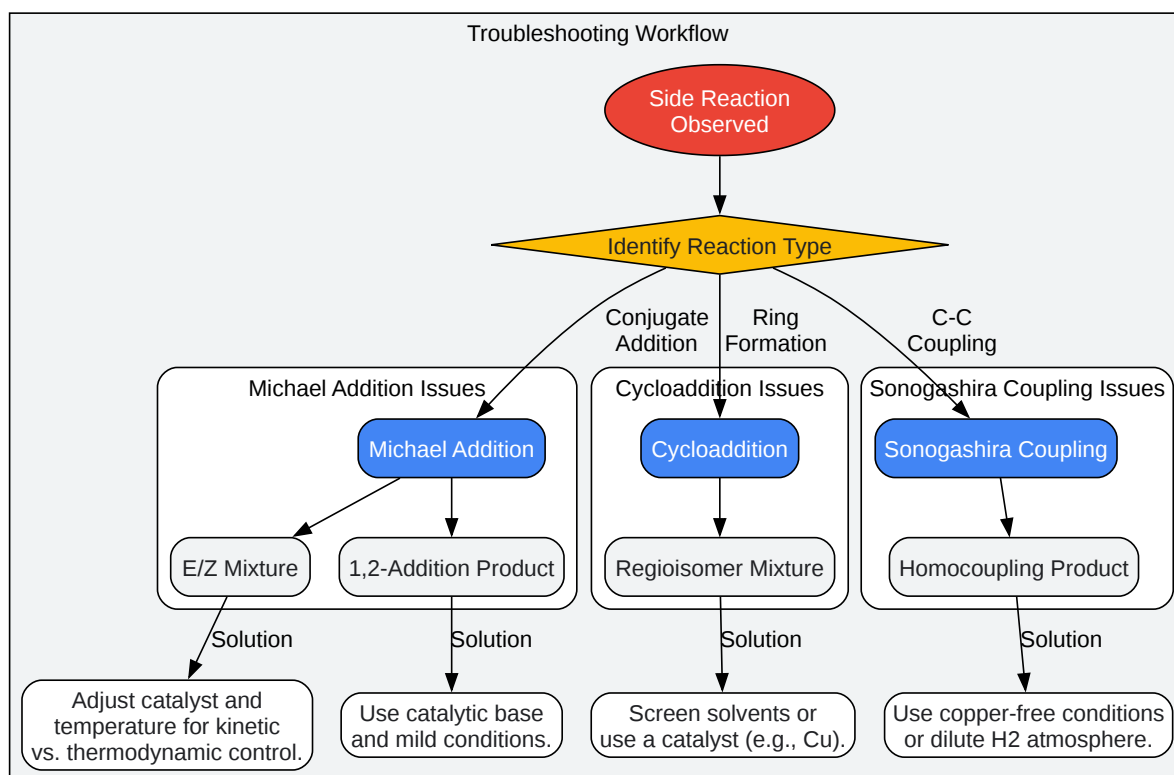 Troubleshooting Workflow
Side Reaction
Observed
Identify Reaction Type
Conjugate
Addition
Ring
Formation
C-C
Coupling
Michael Addition Issues
Cycloaddition Issues
Sonogashira Coupling Issues
Michael Addition
Cycloaddition
Sonogashira Coupling
E/Z Mixture
1,2-Addition Product
Regioisomer Mixture
Homocoupling Product
Solution
Solution
Solution
Solution
Adjust catalyst and
temperature for kinetic
vs. thermodynamic control.
Use catalytic base
and mild conditions.
Screen solvents or
use a catalyst (e.g., Cu).
Use copper-free conditions
or dilute H2 atmosphere.